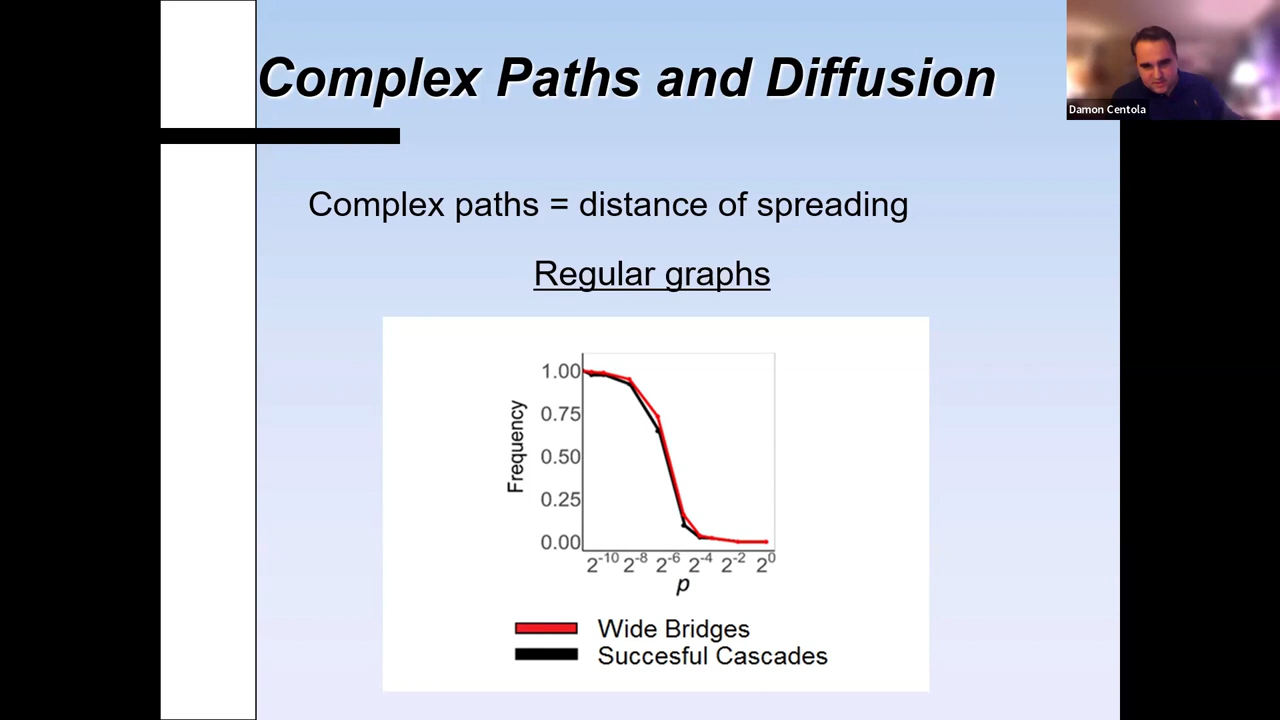 Complex Paths and Diffusion
Damon Centola
Complex paths = distance of spreading
Regular graphs
1.00
0.75
0.50
0.25
0.00
Frequency
2^-10 2^-8 2^-6 2^-4 2^-2 2^0
p
Wide Bridges
Succesful Cascades